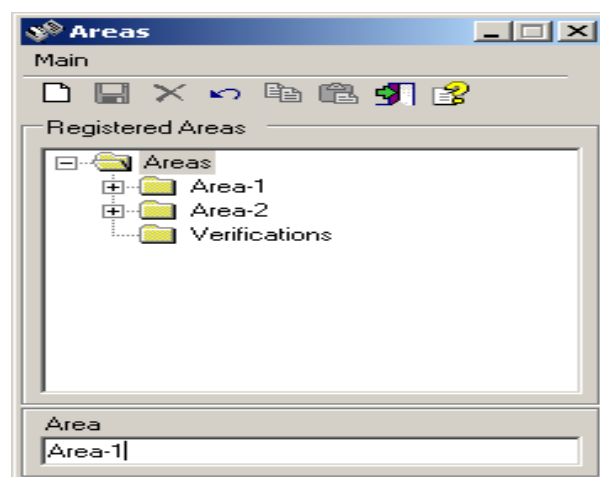 Areas
Main
Registered Areas
Areas
Area-1
Area-2
Verifications
Area
Area-1